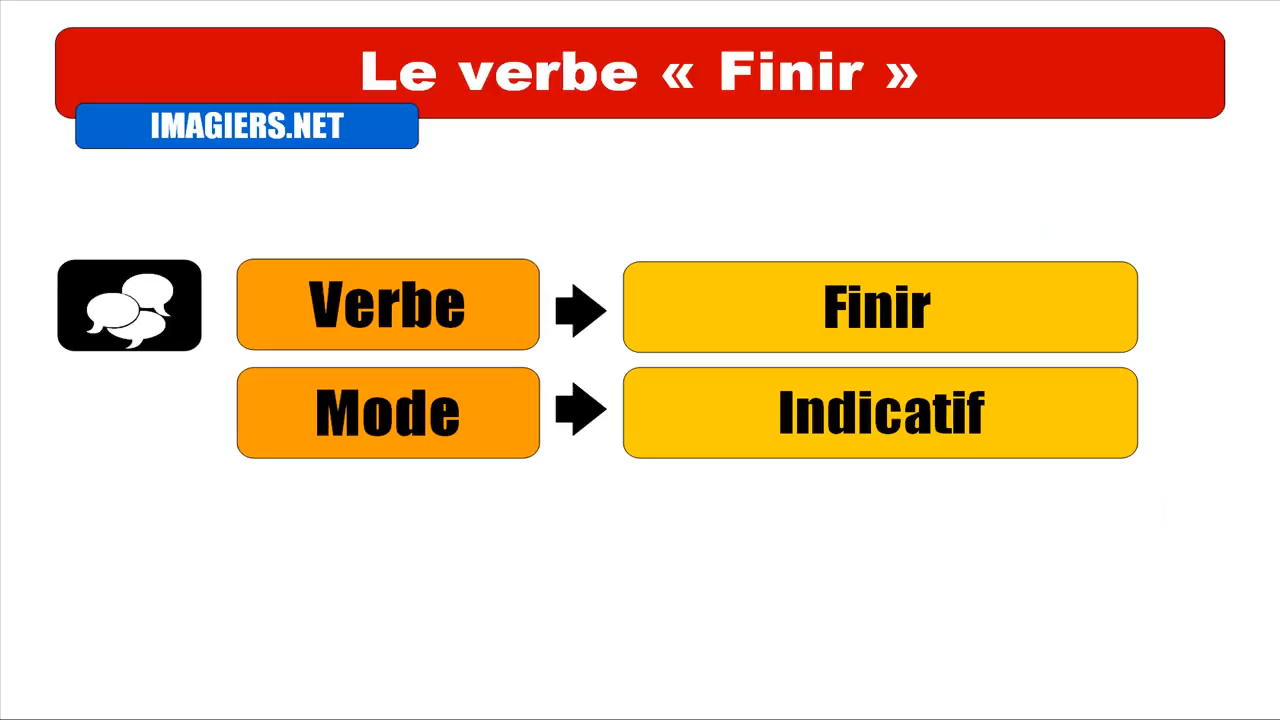 Le verbe « Finir »
IMAGIERS.NET
Verbe
Finir
Mode
Indicatif